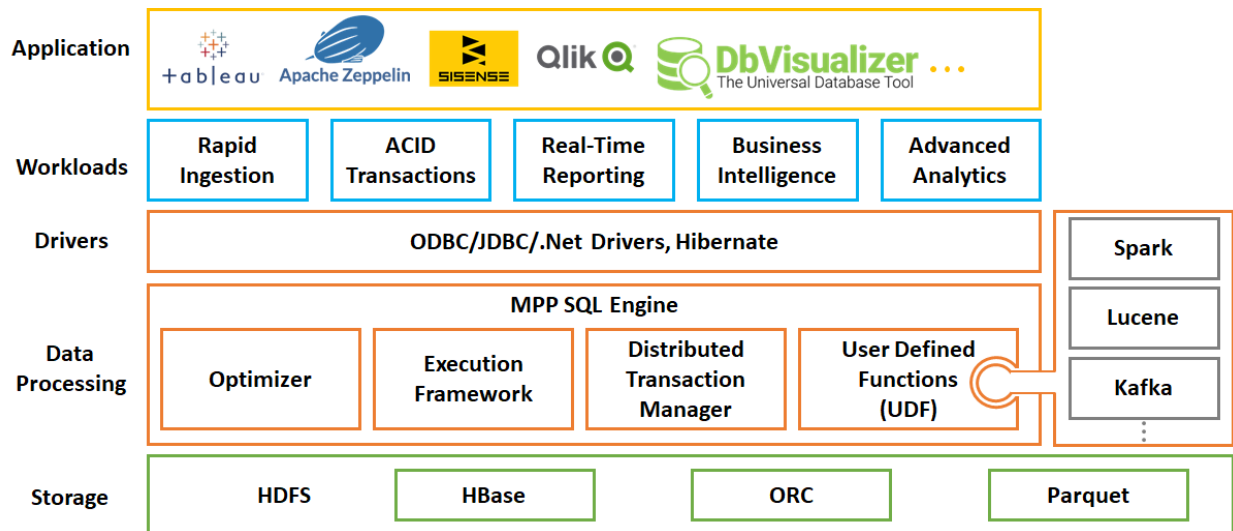 Application
+ a b l e a u
Apache Zeppelin
SISENSE
Qlik
DbVisualizer ...
The Universal Database Tool
Workloads
Rapid
Ingestion
ACID
Transactions
Real-Time
Reporting
Business
Intelligence
Advanced
Analytics
Drivers
ODBC/JDBC/.Net Drivers, Hibernate
Data
Processing
MPP SQL Engine
Optimizer
Execution
Framework
Distributed
Transaction
Manager
User Defined
Functions
(UDF)
Spark
Lucene
Kafka
Storage
HDFS
HBase
ORC
Parquet